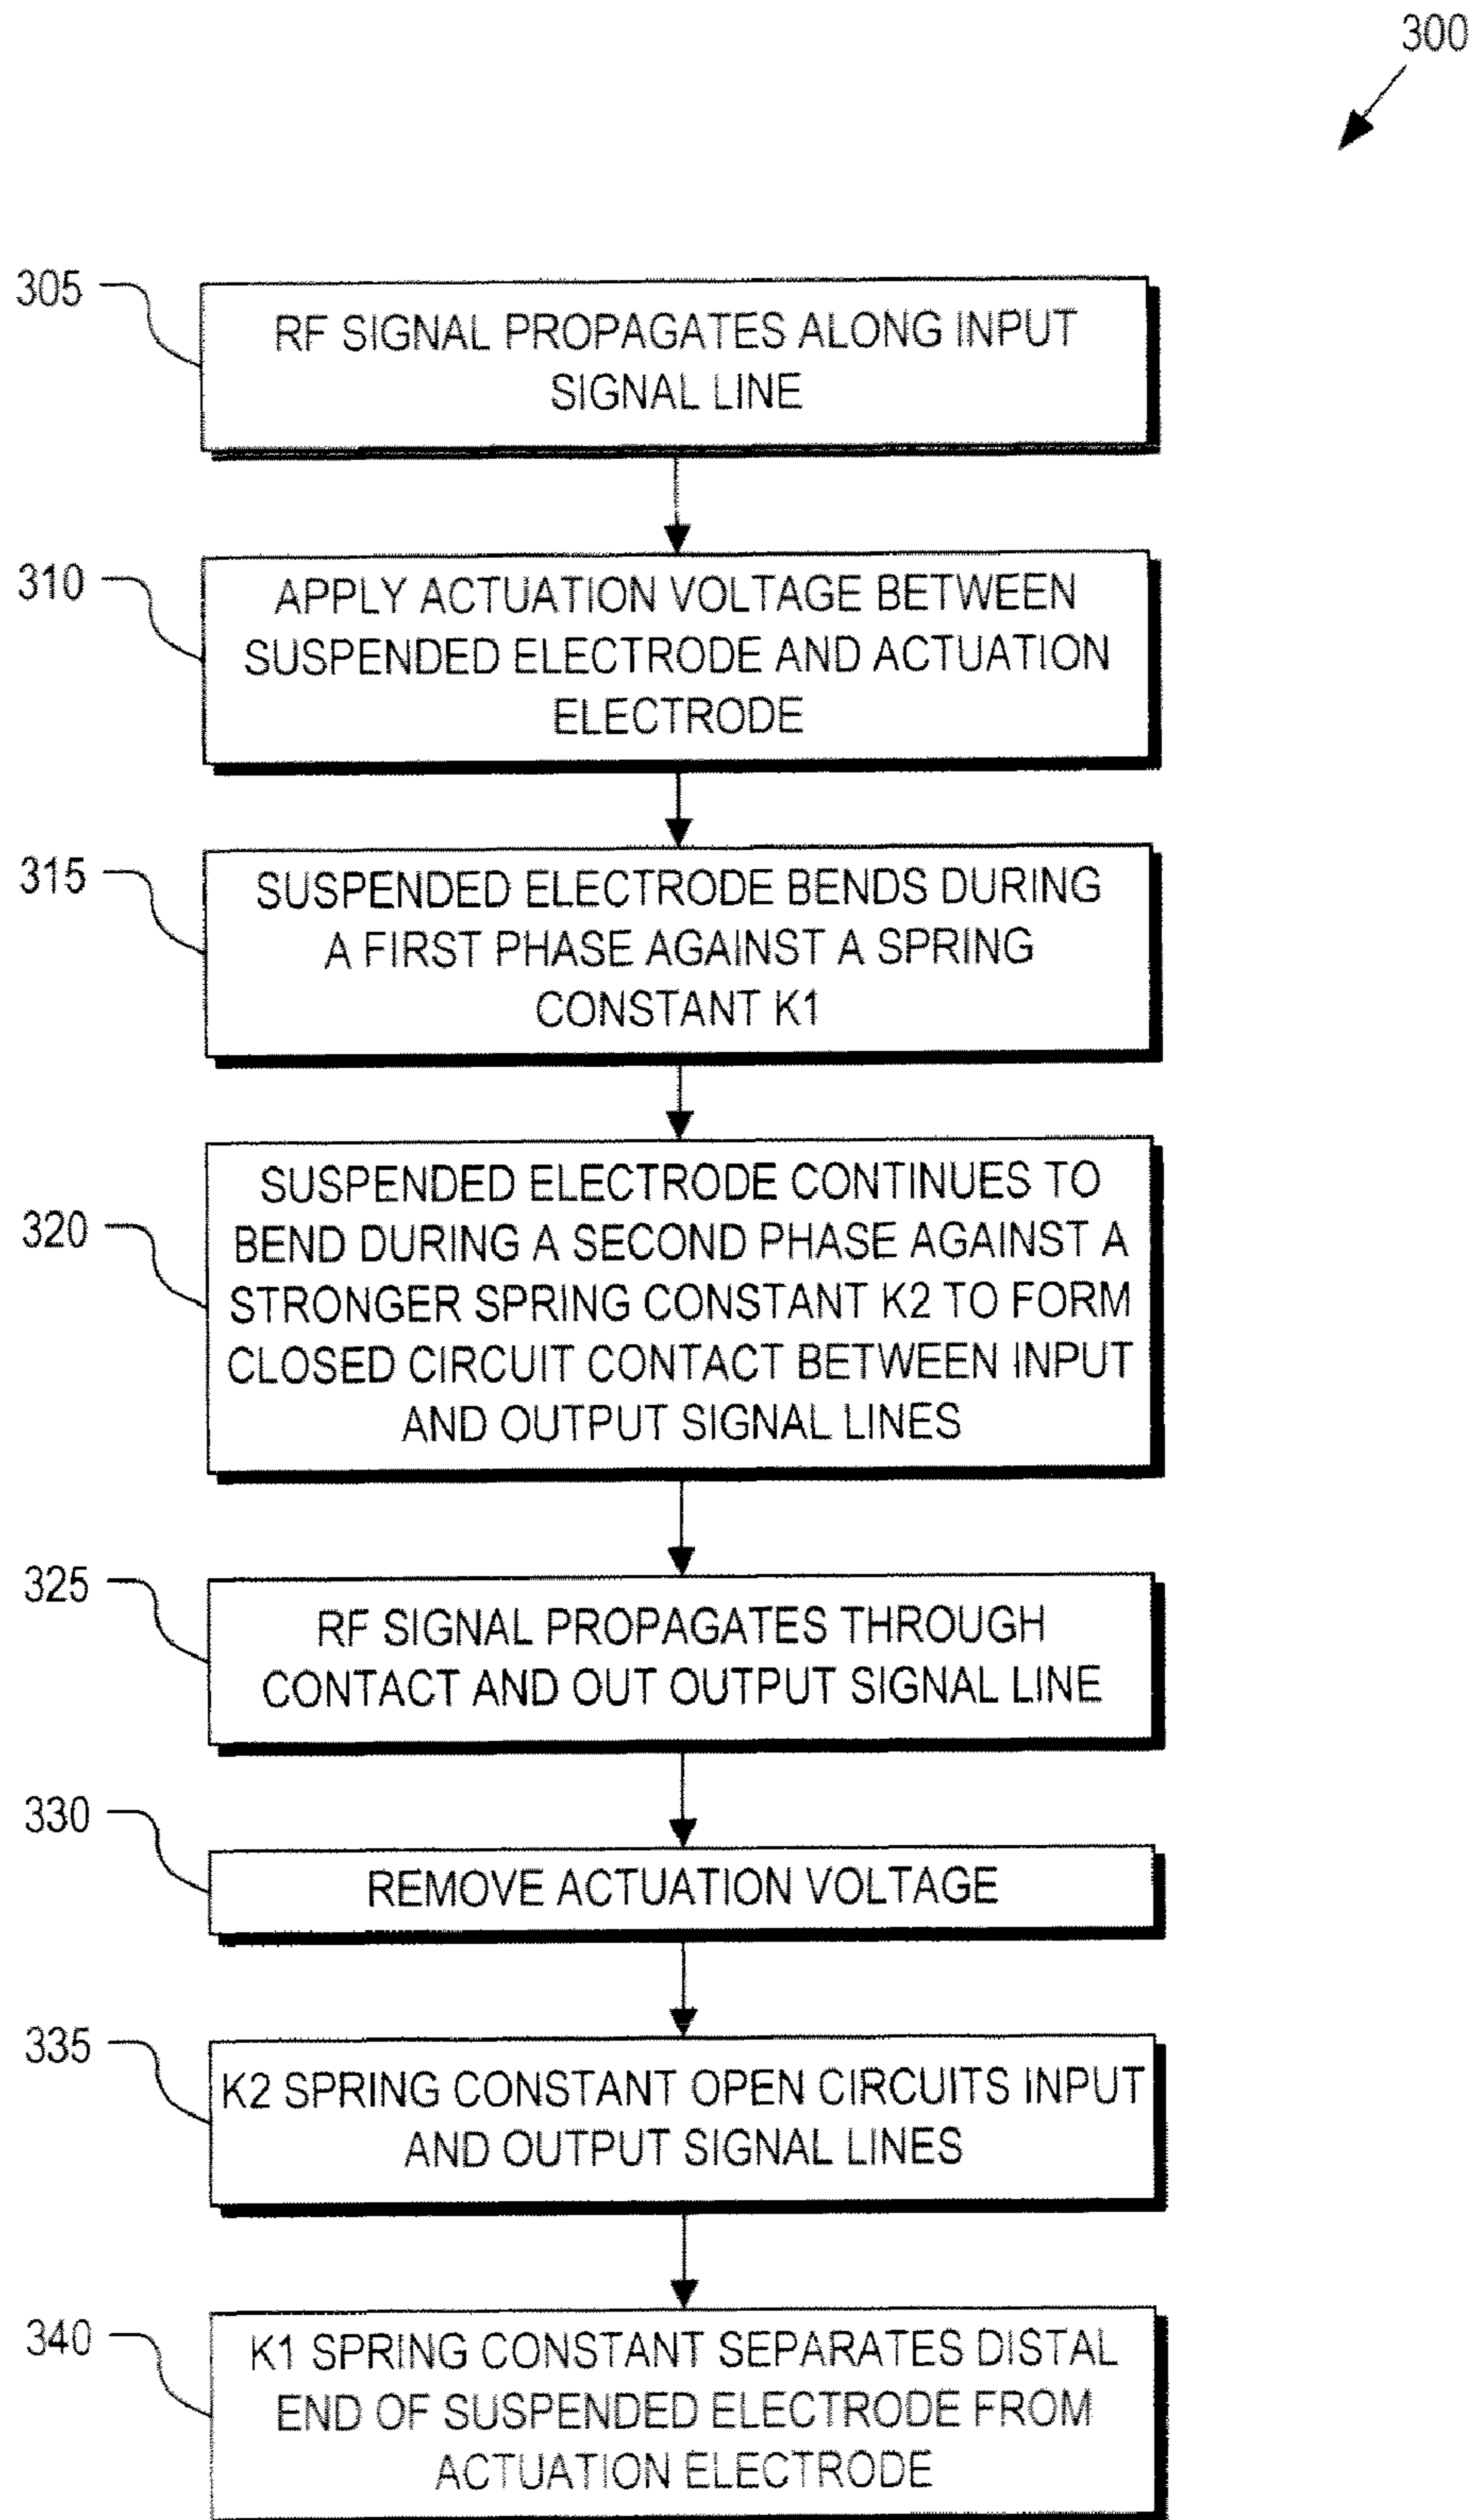 300
305
RF SIGNAL PROPAGATES ALONG INPUT
SIGNAL LINE
310
APPLY ACTUATION VOLTAGE BETWEEN
SUSPENDED ELECTRODE AND ACTUATION
ELECTRODE
315
SUSPENDED ELECTRODE BENDS DURING
A FIRST PHASE AGAINST A SPRING
CONSTANT K1
320
SUSPENDED ELECTRODE CONTINUES TO
BEND DURING A SECOND PHASE AGAINST A
STRONGER SPRING CONSTANT K2 TO FORM
CLOSED CIRCUIT CONTACT BETWEEN INPUT
AND OUTPUT SIGNAL LINES
325
RF SIGNAL PROPAGATES THROUGH
CONTACT AND OUT OUTPUT SIGNAL LINE
330
REMOVE ACTUATION VOLTAGE
335
K2 SPRING CONSTANT OPEN CIRCUITS INPUT
AND OUTPUT SIGNAL LINES
340
K1 SPRING CONSTANT SEPARATES DISTAL
END OF SUSPENDED ELECTRODE FROM
ACTUATION ELECTRODE